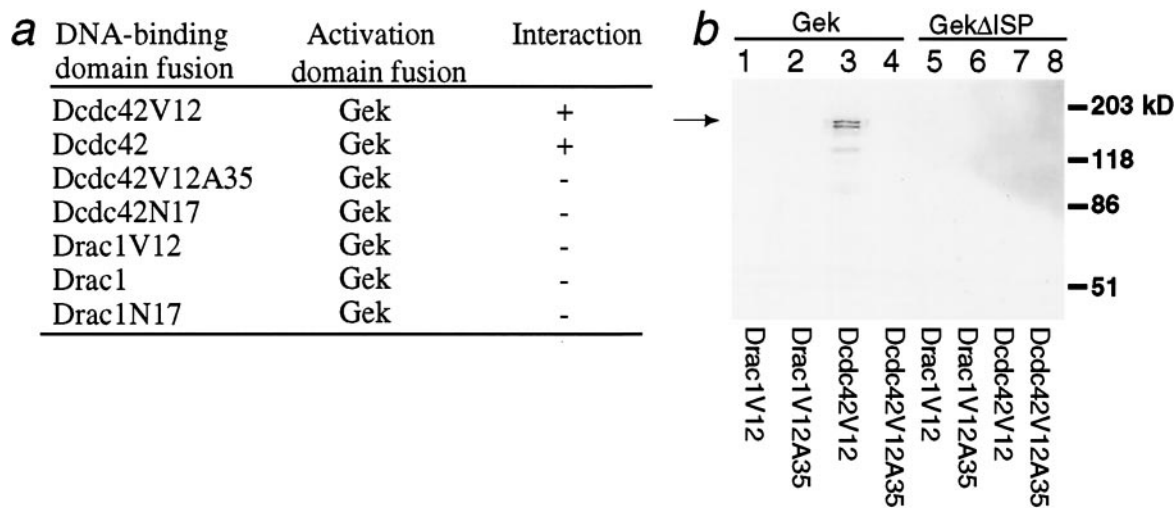 a
DNA-binding domain fusion Activation domain fusion Interaction
Dcdc42V12 Gek +
Dcdc42 Gek +
Dcdc42V12A35 Gek -
Dcdc42N17 Gek -
Drac1V12 Gek -
Drac1 Gek -
Drac1N17 Gek -
b
Gek GekΔISP
1 2 3 4 5 6 7 8
203 kD
118
86
51
Drac1V12
Drac1V12A35
Dcdc42V12
Dcdc42V12A35
Drac1V12
Drac1V12A35
Dcdc42V12
Dcdc42V12A35